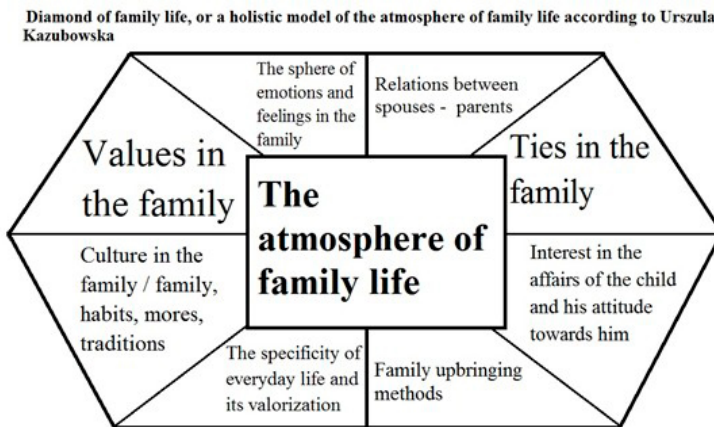 Diamond of family life, or a holistic model of the atmosphere of family life according to Urszula
Kazubowska
The sphere of
emotions and
feelings in the
family
Relations between
spouses - parents
Values in
the family
Ties in the
family
The
atmosphere of
family life
Culture in the
family / family,
habits, mores,
traditions
Interest in the
affairs of the child
and his attitude
towards him
The specificity of
everyday life and
its valorization
Family upbringing
methods